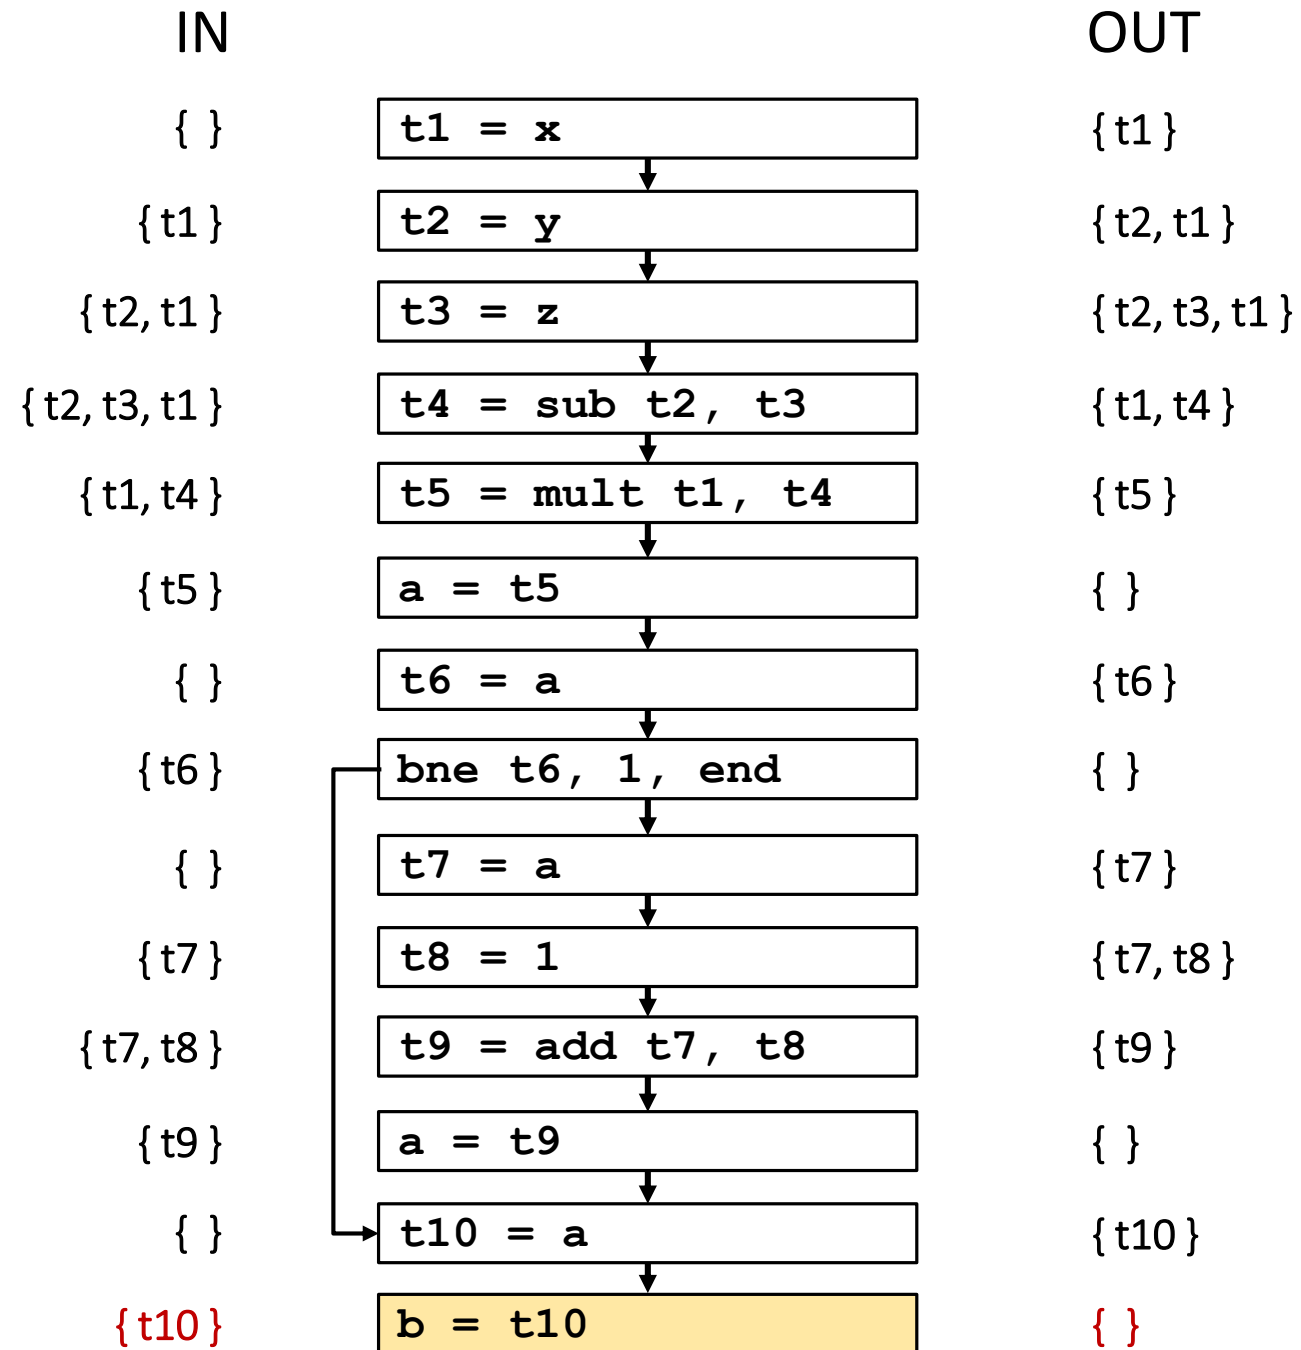 IN OUT
{ } t1 = x { t1 }
{ t1 } t2 = y { t2, t1 }
{ t2, t1 } t3 = z { t2, t3, t1 }
{ t2, t3, t1 } t4 = sub t2, t3 { t1, t4 }
{ t1, t4 } t5 = mult t1, t4 { t5 }
{ t5 } a = t5 { }
{ } t6 = a { t6 }
{ t6 } bne t6, 1, end { }
{ } t7 = a { t7 }
{ t7 } t8 = 1 { t7, t8 }
{ t7, t8 } t9 = add t7, t8 { t9 }
{ t9 } a = t9 { }
{ } t10 = a { t10 }
{ t10 } b = t10 { }